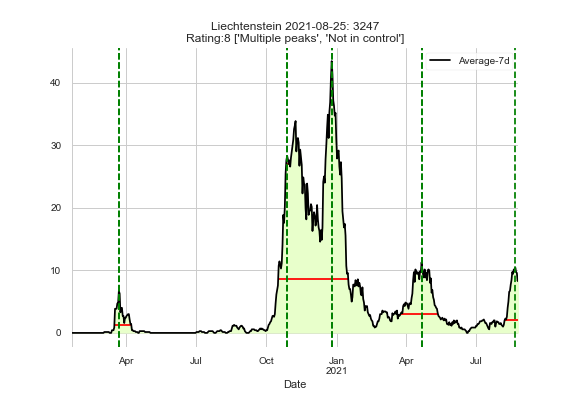 Liechtenstein 2021-08-25: 3247
Rating:8 ['Multiple peaks', 'Not in control']
Average-7d
40
30
20
10
0
Apr Jul Oct Jan Apr Jul
2021
Date